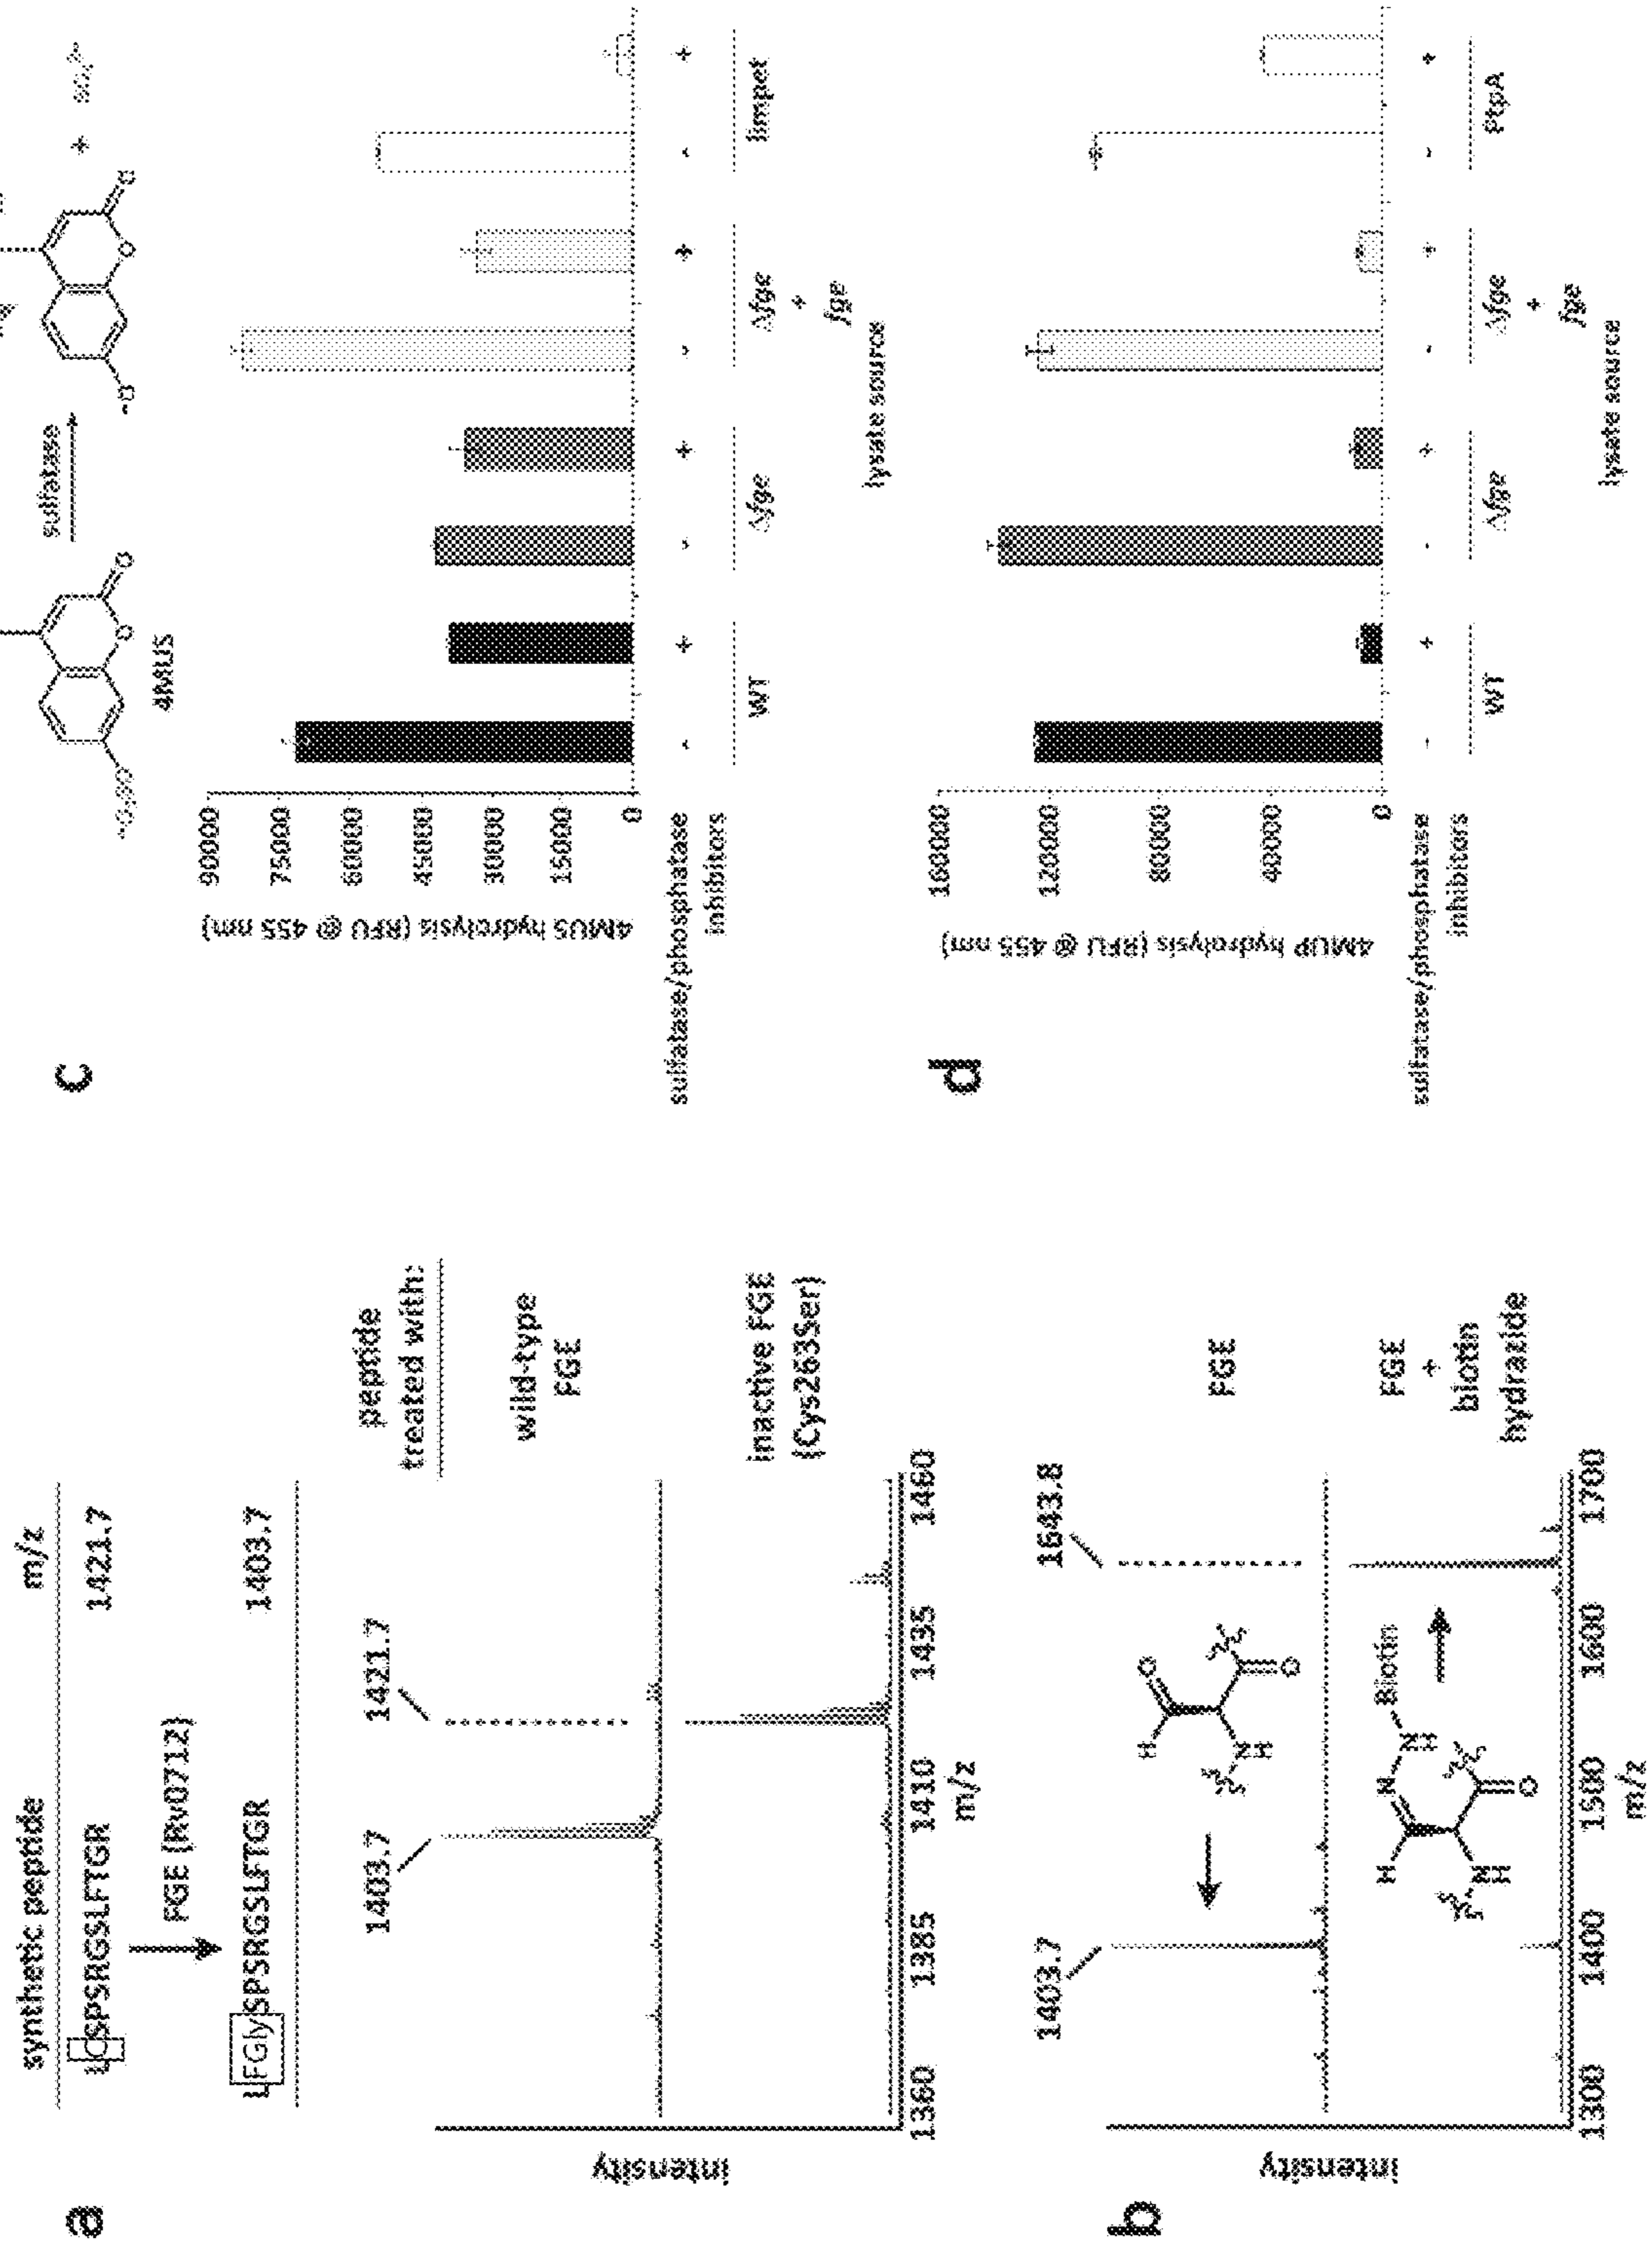 a
synthetic peptide m/z
LCSPSRGSLFTGR 1421.7
FGE (Rv0712)
LFGlySPSRGSLFTGR 1403.7
peptide
treated with:
1403.7 1421.7
wild-type
FGE
inactive FGE
(Cys263Ser)
intensity
1360 1385 1410 1435 1460
m/z
b
1403.7 1643.8
H O
N
H
O
FGE
Biotin
H N
N
H
N
H
O
FGE
+
biotin
hydrazide
intensity
1300 1400 1500 1600 1700
m/z
c
sulfatase
4MUS
4MUS hydrolysis (RFU @ 455 nm)
90000
75000
60000
45000
30000
15000
0
sulfatase/phosphatase
inhibitors
- + - + - + - +
WT Δfge Δfge
+
fge limpet
lysate source
d
4MUP hydrolysis (RFU @ 455 nm)
160000
120000
80000
40000
0
sulfatase/phosphatase
inhibitors
- + - + - + - +
WT Δfge Δfge
+
fge PtpA
lysate source